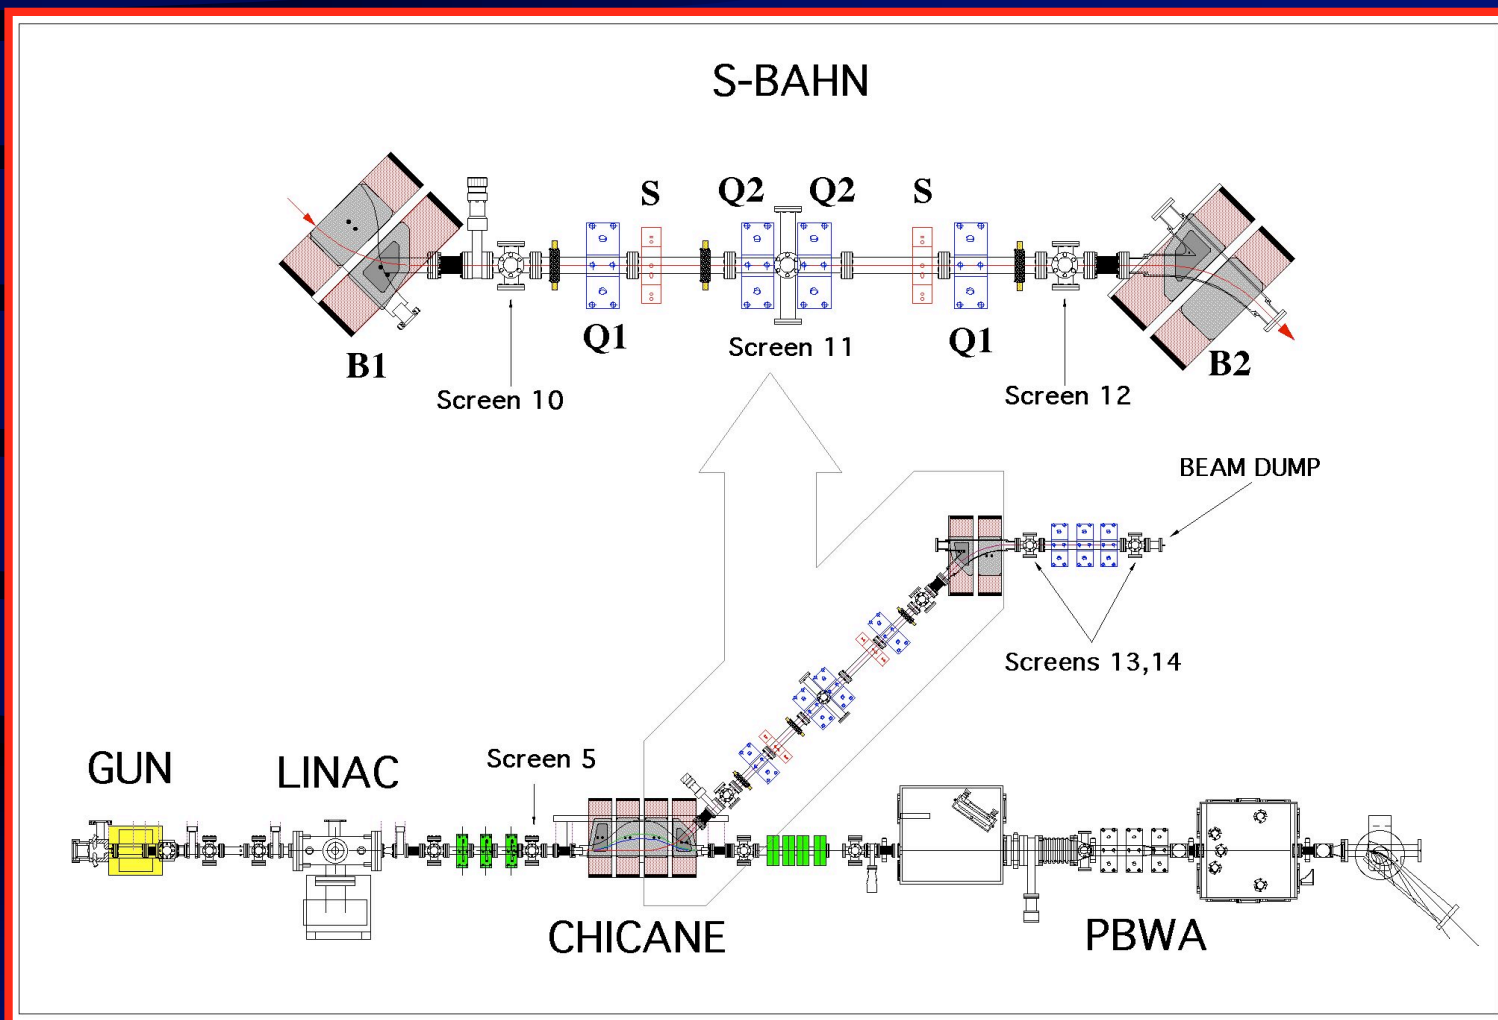 S-BAHN
S
Q2
Q2
S
B1
Q1
Screen 11
Q1
B2
Screen 10
Screen 12
BEAM DUMP
Screens 13,14
GUN
LINAC
Screen 5
CHICANE
PBWA